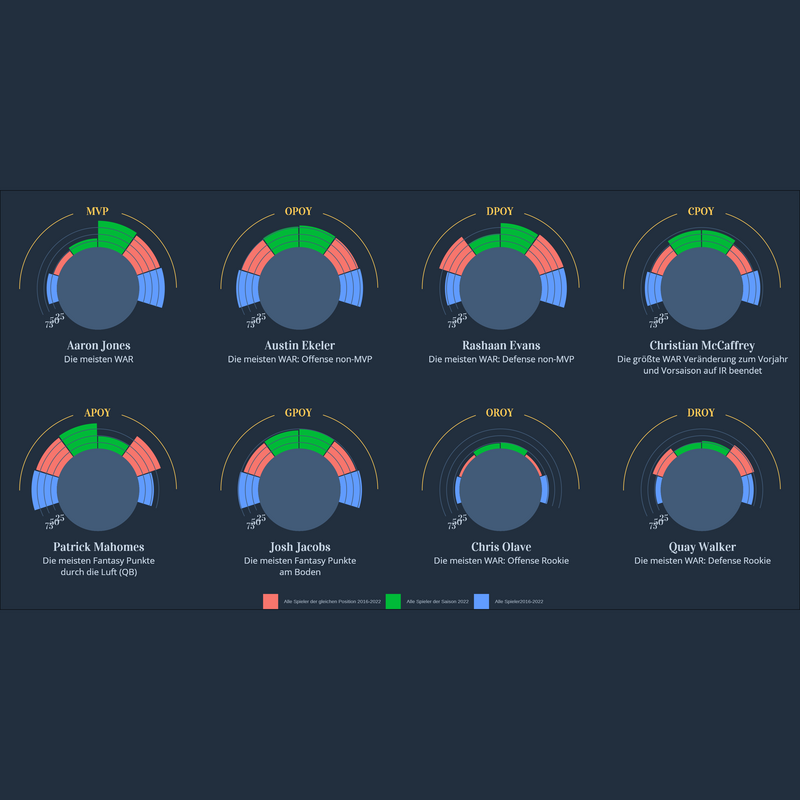 MVP
OPOY
DPOY
CPOY
25
50
75
25
50
75
25
50
75
25
50
75
Aaron Jones
Austin Ekeler
Rashaan Evans
Christian McCaffrey
Die meisten WAR
Die meisten WAR: Offense non-MVP
Die meisten WAR: Defense non-MVP
Die größte WAR Veränderung zum Vorjahr
und Vorsaison auf IR beendet
APOY
GPOY
OROY
DROY
25
50
75
25
50
75
25
50
75
25
50
75
Patrick Mahomes
Josh Jacobs
Chris Olave
Quay Walker
Die meisten Fantasy Punkte
durch die Luft (QB)
Die meisten Fantasy Punkte
am Boden
Die meisten WAR: Offense Rookie
Die meisten WAR: Defense Rookie
Alle Spieler der gleichen Position 2016-2022
Alle Spieler der Saison 2022
Alle Spieler2016-2022